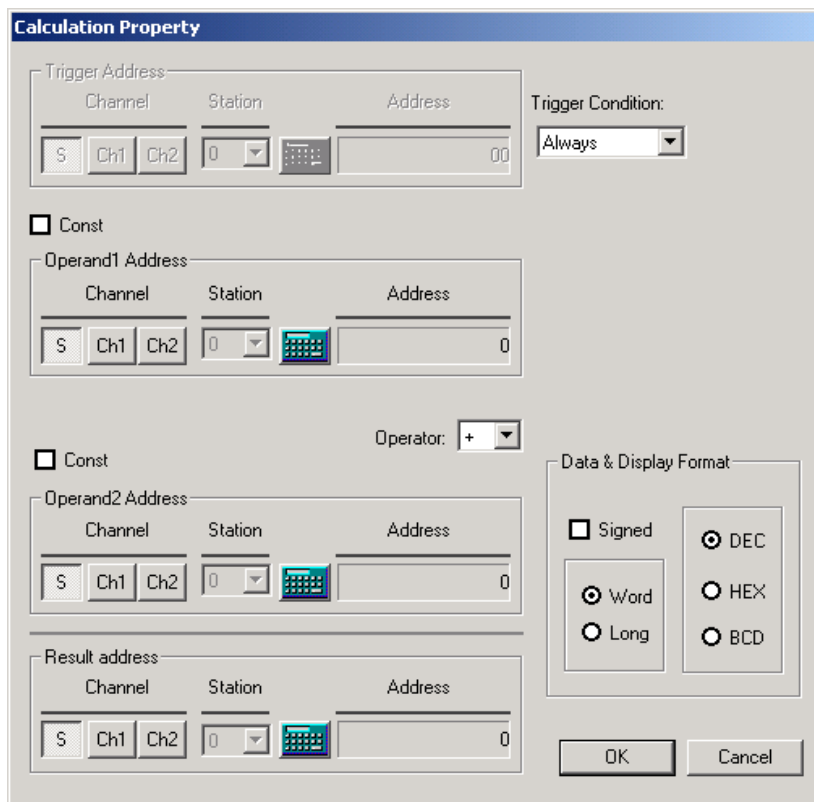 Calculation Property
Trigger Address
Channel Station Address
S Ch1 Ch2 0 00
Trigger Condition:
Always
Const
Operand1 Address
Channel Station Address
S Ch1 Ch2 0 0
Operator: +
Const
Operand2 Address
Channel Station Address
S Ch1 Ch2 0 0
Result address
Channel Station Address
S Ch1 Ch2 0 0
Data & Display Format
Signed
Word
Long
DEC
HEX
BCD
OK Cancel